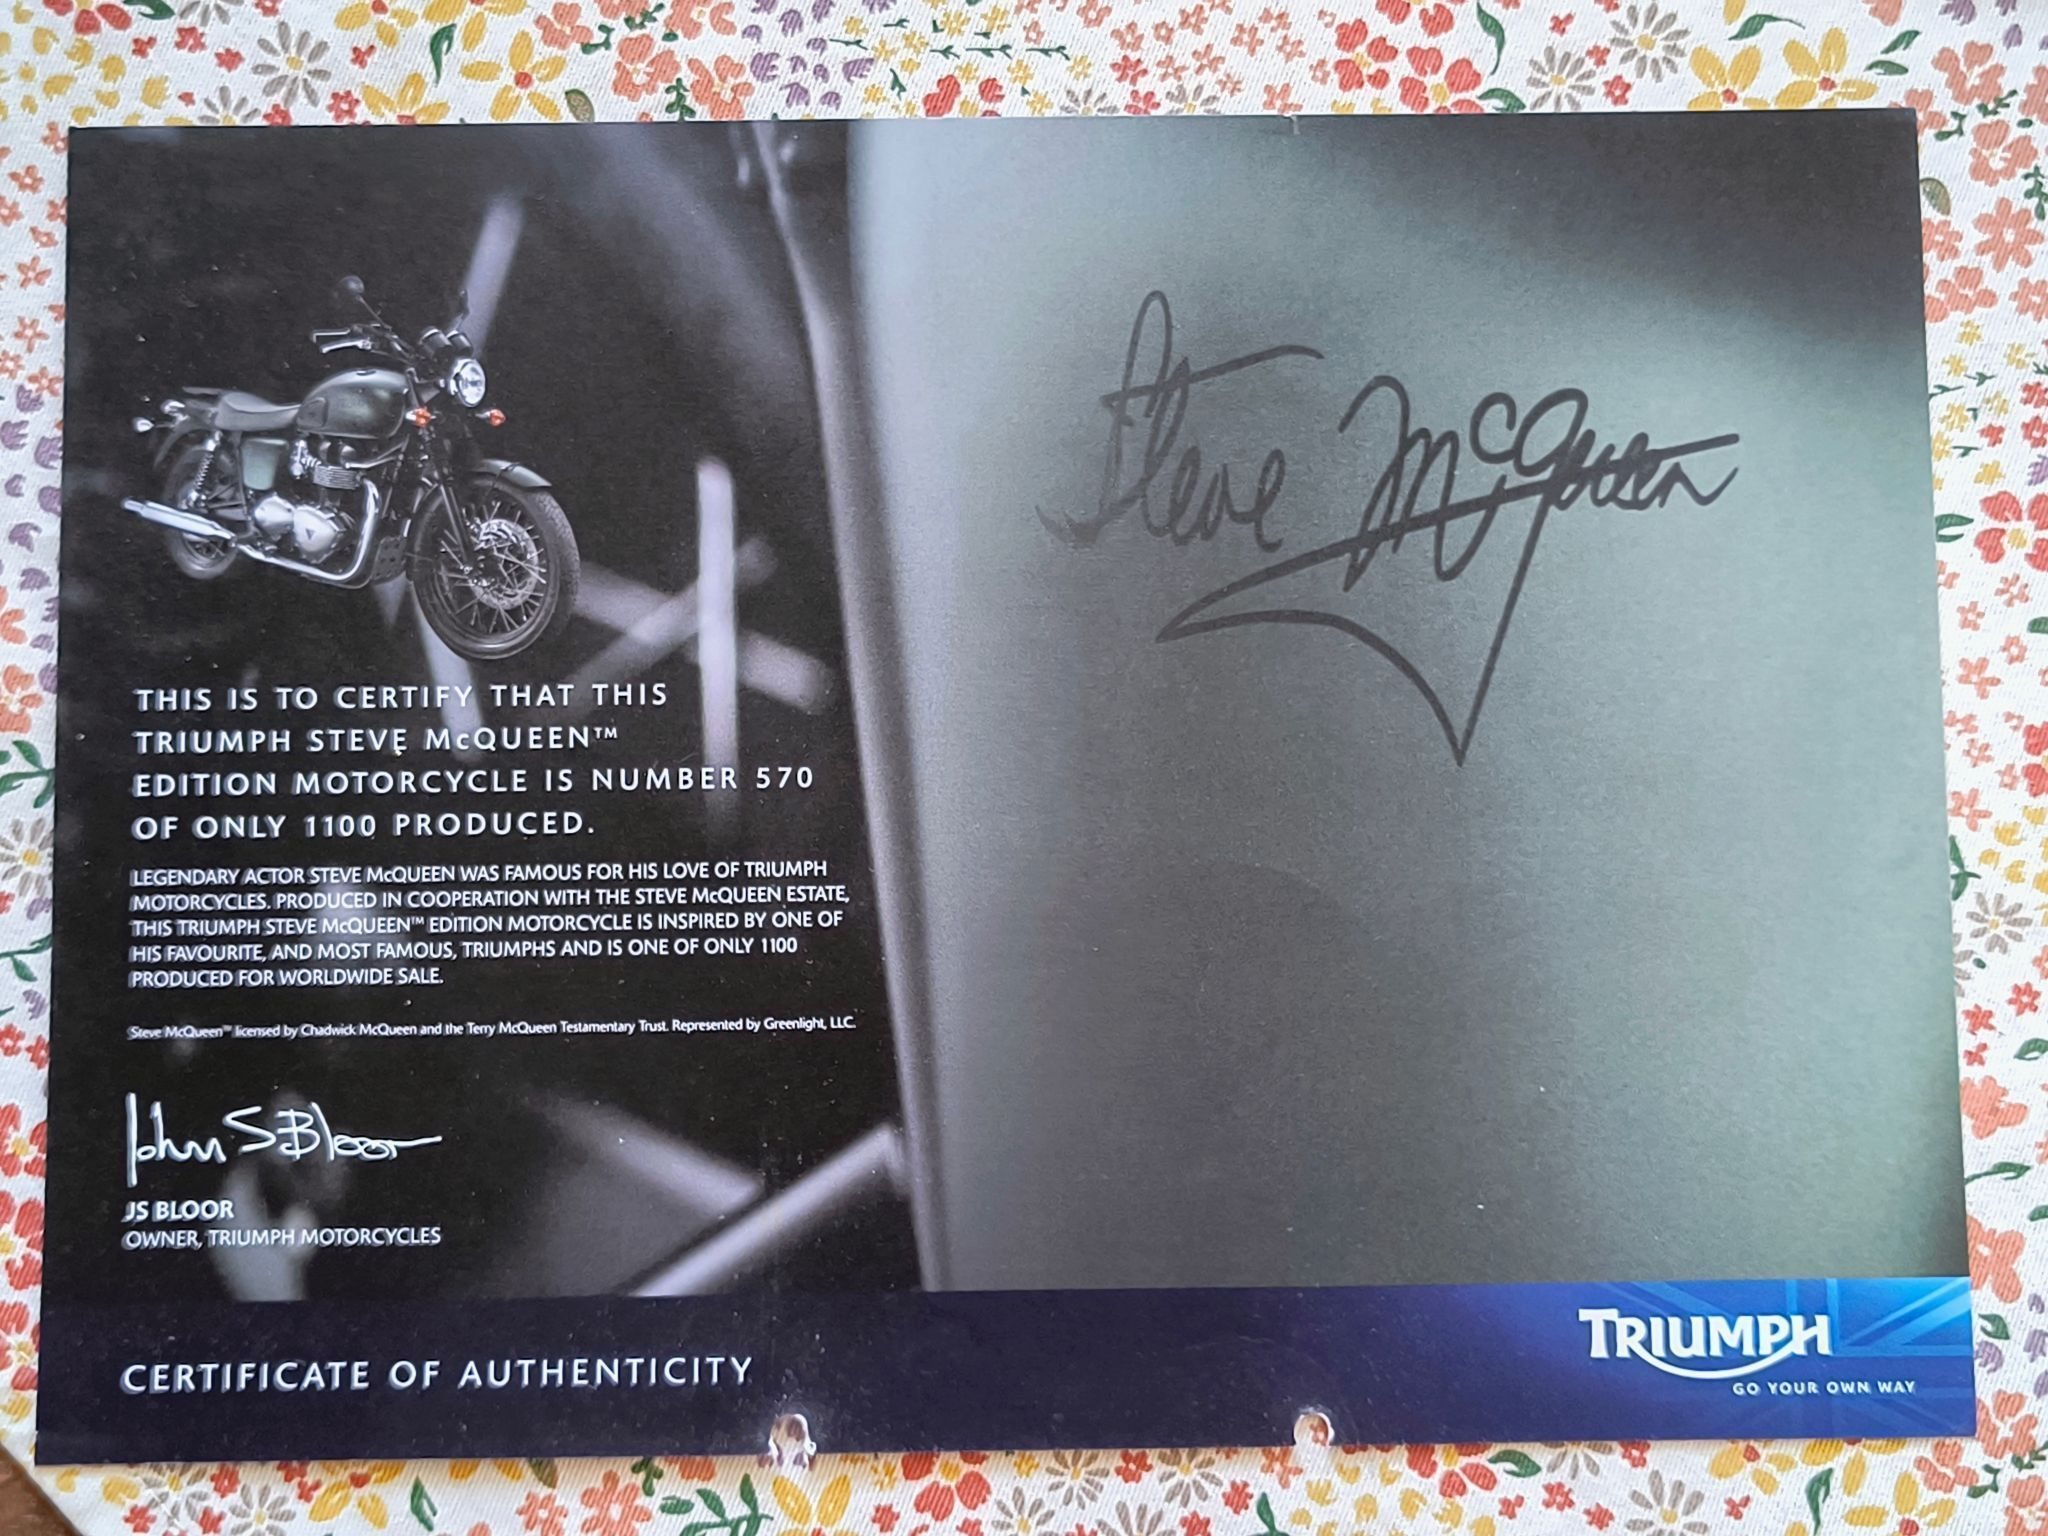 THIS IS TO CERTIFY THAT THIS
TRIUMPH STEVE McQUEEN™
EDITION MOTORCYCLE IS NUMBER 570
OF ONLY 1100 PRODUCED.
LEGENDARY ACTOR STEVE McQUEEN WAS FAMOUS FOR HIS LOVE OF TRIUMPH
MOTORCYCLES. PRODUCED IN COOPERATION WITH THE STEVE McQUEEN ESTATE,
THIS TRIUMPH STEVE McQUEEN™ EDITION MOTORCYCLE IS INSPIRED BY ONE OF
HIS FAVOURITE, AND MOST FAMOUS, TRIUMPHS AND IS ONE OF ONLY 1100
PRODUCED FOR WORLDWIDE SALE.
Steve McQueen™ licensed by Chadwick McQueen and the Terry McQueen Testamentary Trust. Represented by Greenlight, LLC.
John S Bloor
JS BLOOR
OWNER, TRIUMPH MOTORCYCLES
CERTIFICATE OF AUTHENTICITY
Steve McQueen
TRIUMPH
GO YOUR OWN WAY